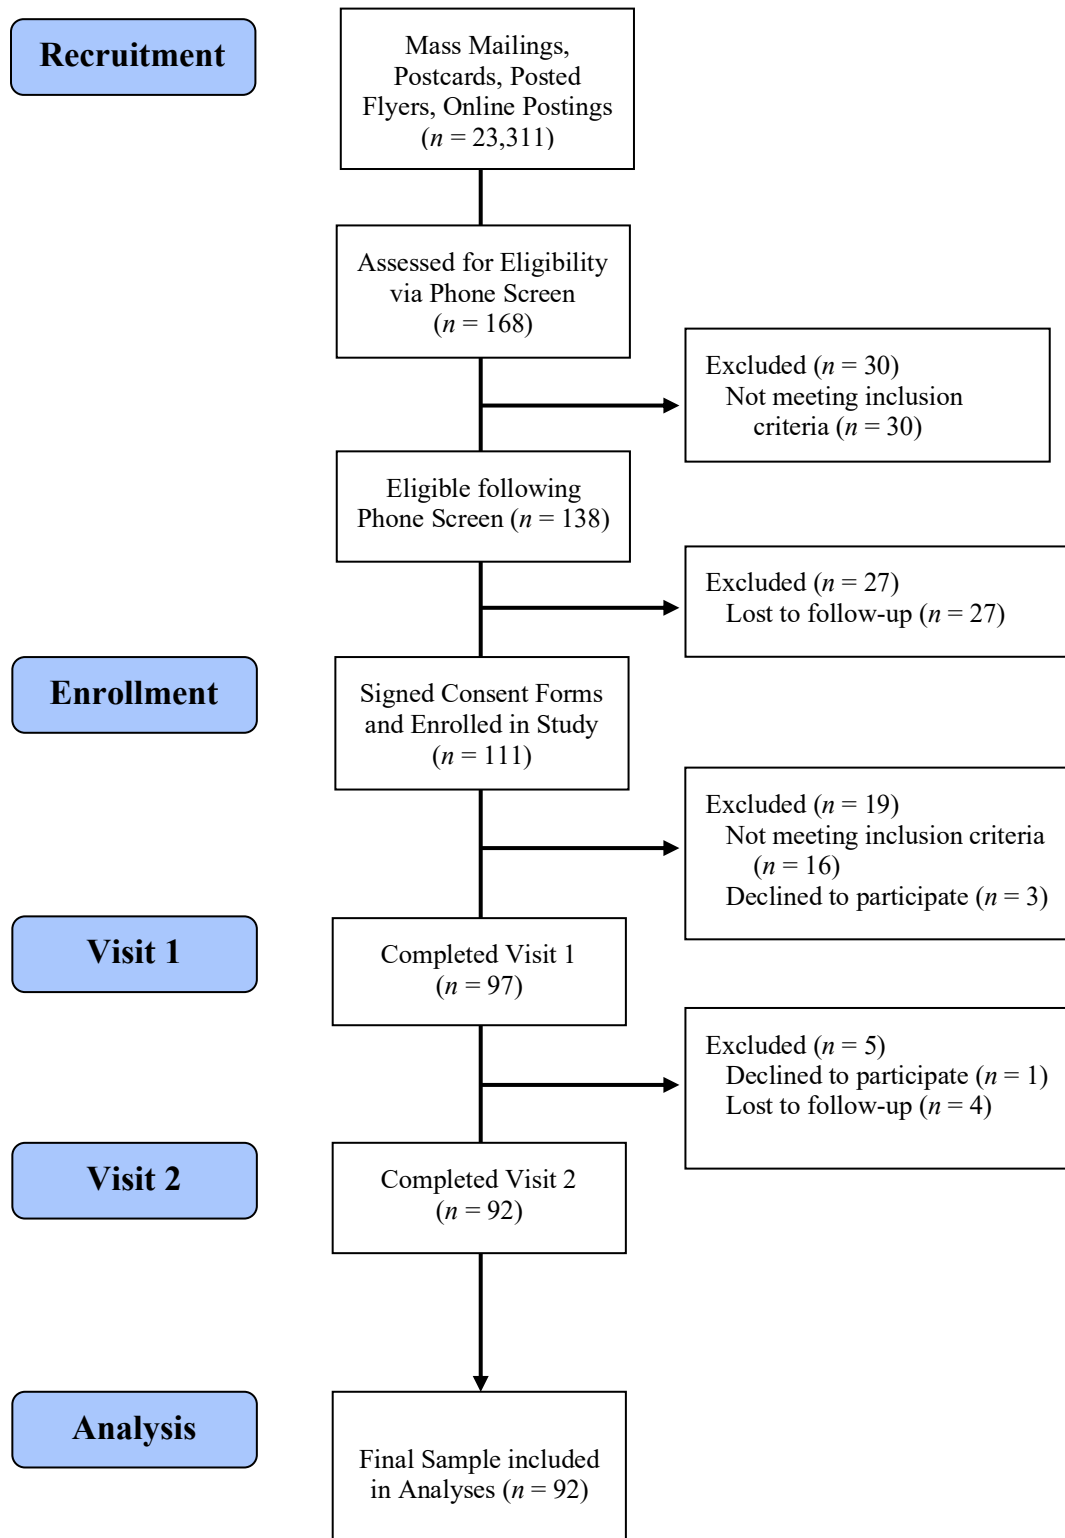 Recruitment
Mass Mailings,
Postcards, Posted
Flyers, Online Postings
(n = 23,311)
Assessed for Eligibility
via Phone Screen
(n = 168)
Excluded (n = 30)
Not meeting inclusion
criteria (n = 30)
Eligible following
Phone Screen (n = 138)
Excluded (n = 27)
Lost to follow-up (n = 27)
Enrollment
Signed Consent Forms
and Enrolled in Study
(n = 111)
Excluded (n = 19)
Not meeting inclusion criteria
(n = 16)
Declined to participate (n = 3)
Visit 1
Completed Visit 1
(n = 97)
Excluded (n = 5)
Declined to participate (n = 1)
Lost to follow-up (n = 4)
Visit 2
Completed Visit 2
(n = 92)
Analysis
Final Sample included
in Analyses (n = 92)